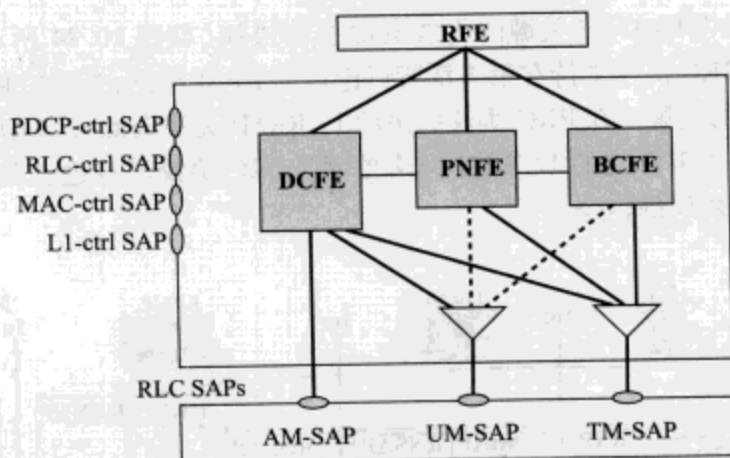 RFE
PDCP-ctrl SAP
RLC-ctrl SAP
MAC-ctrl SAP
L1-ctrl SAP
DCFE
PNFE
BCFE
RLC SAPs
AM-SAP
UM-SAP
TM-SAP